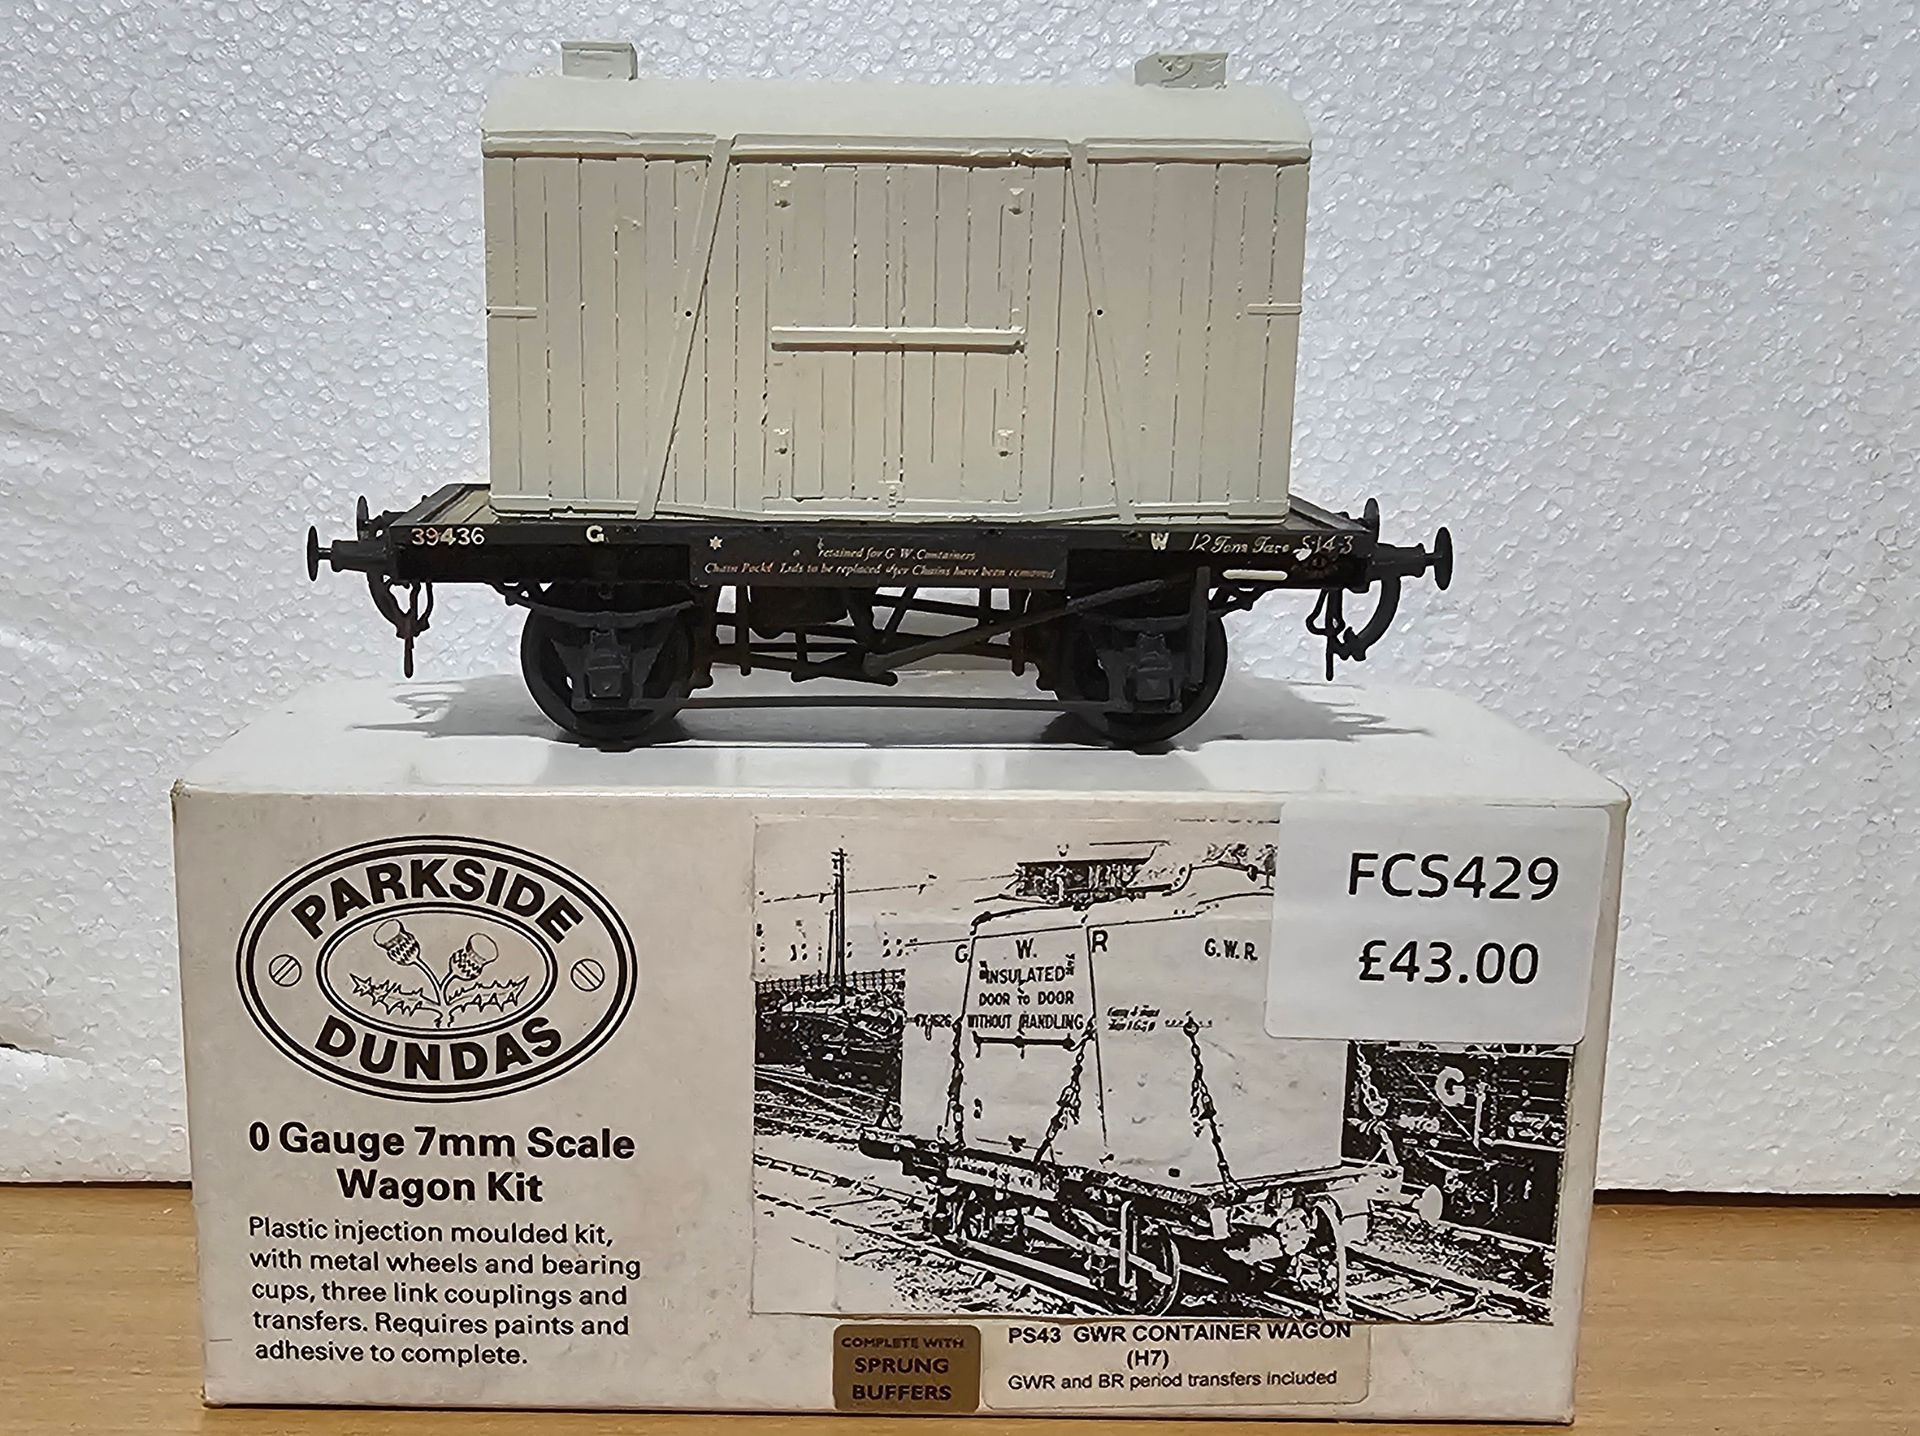 39436 G W 12 Tons Tare 5-14-3
retained for G.W. Containers
Lids to be replaced Chains have been removed
PARKSIDE
DUNDAS
0 Gauge 7mm Scale
Wagon Kit
Plastic injection moulded kit,
with metal wheels and bearing
cups, three link couplings and
transfers. Requires paints and
adhesive to complete.
G W. R G.W.R.
INSULATED
DOOR TO DOOR
WITHOUT HANDLING
G
FCS429
£43.00
COMPLETE WITH
SPRUNG
BUFFERS
PS43 GWR CONTAINER WAGON
(H7)
GWR and BR period transfers included